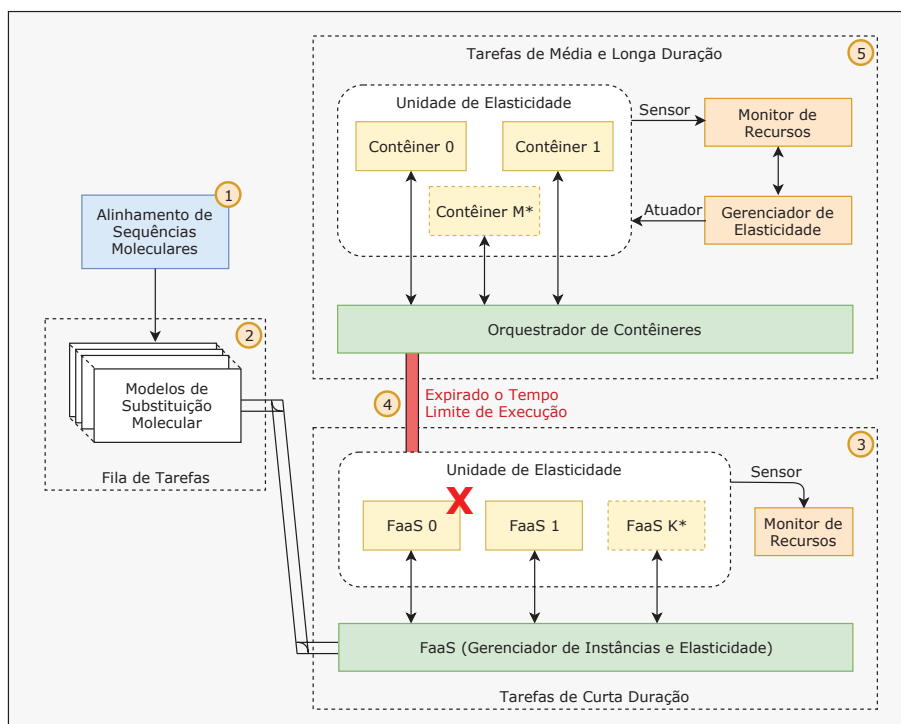 1
Alinhamento de
Sequências
Moleculares
2
Modelos de
Substituição
Molecular
Fila de Tarefas
Tarefas de Média e Longa Duração
5
Unidade de Elasticidade
Contêiner 0
Contêiner 1
Contêiner M*
Sensor
Monitor de
Recursos
Atuador
Gerenciador de
Elasticidade
Orquestrador de Contêineres
4
Expirado o Tempo
Limite de Execução
3
Unidade de Elasticidade
FaaS 0
X
FaaS 1
FaaS K*
Sensor
Monitor de
Recursos
FaaS (Gerenciador de Instâncias e Elasticidade)
Tarefas de Curta Duração